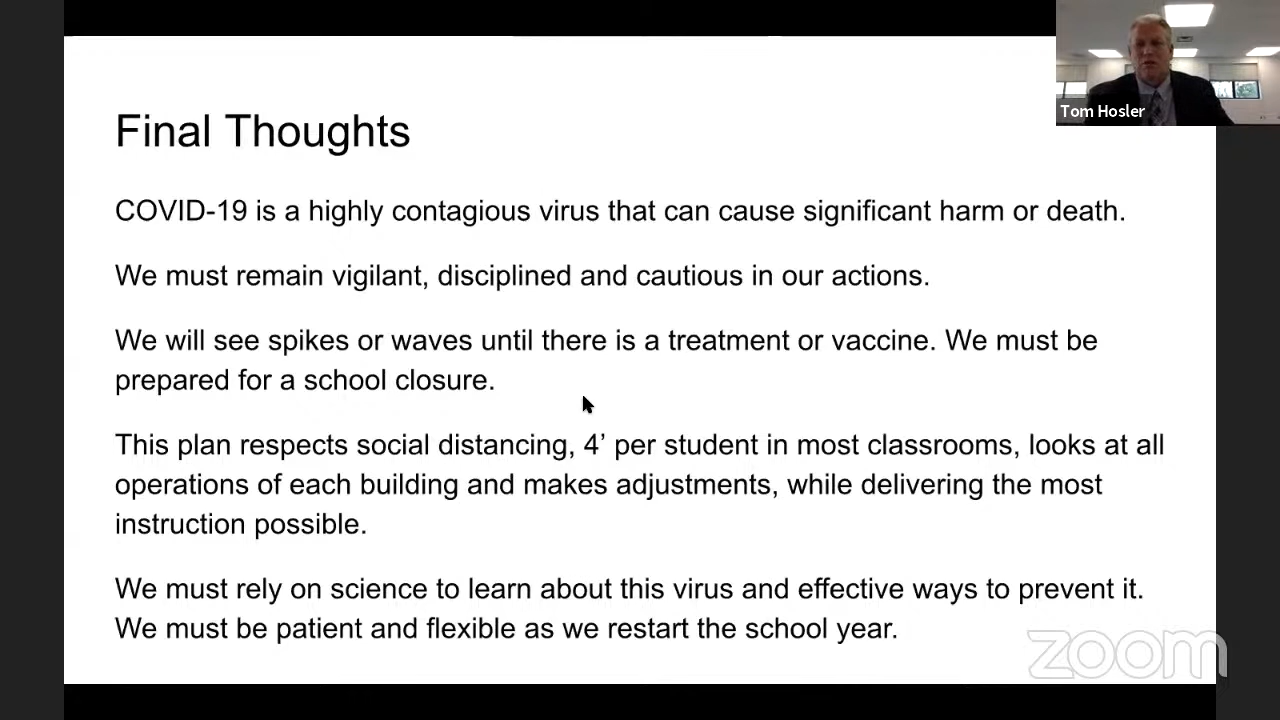 Tom Hosler
Final Thoughts
COVID-19 is a highly contagious virus that can cause significant harm or death.
We must remain vigilant, disciplined and cautious in our actions.
We will see spikes or waves until there is a treatment or vaccine. We must be
prepared for a school closure.
This plan respects social distancing, 4’ per student in most classrooms, looks at all
operations of each building and makes adjustments, while delivering the most
instruction possible.
We must rely on science to learn about this virus and effective ways to prevent it.
We must be patient and flexible as we restart the school year.
zoom